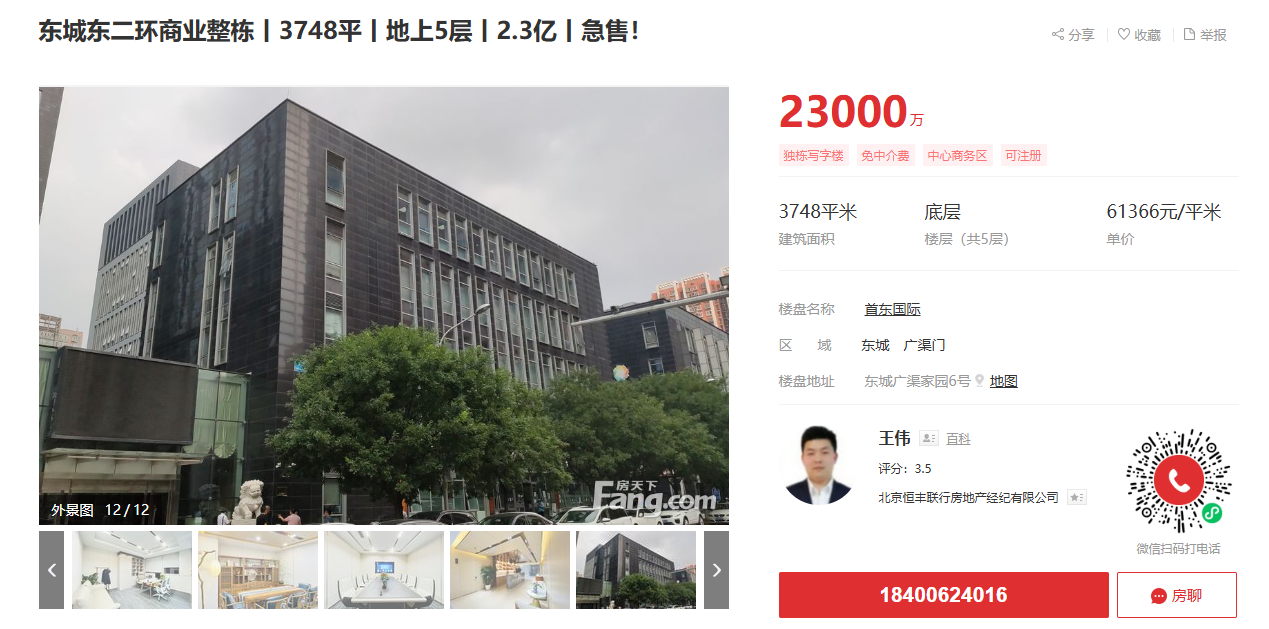 东城东二环商业整栋丨3748平丨地上5层丨2.3亿丨急售！
分享
收藏
举报
23000万
独栋写字楼 免中介费 中心商务区 可注册
3748平米 底层 61366元/平米
建筑面积 楼层（共5层） 单价
楼盘名称 首东国际
区 域 东城 广渠门
楼盘地址 东城广渠家园6号 地图
王伟 百科
评分：3.5
北京恒丰联行房地产经纪有限公司
微信扫码打电话
18400624016
房聊
房天下
Fang.com
外景图 12 / 12